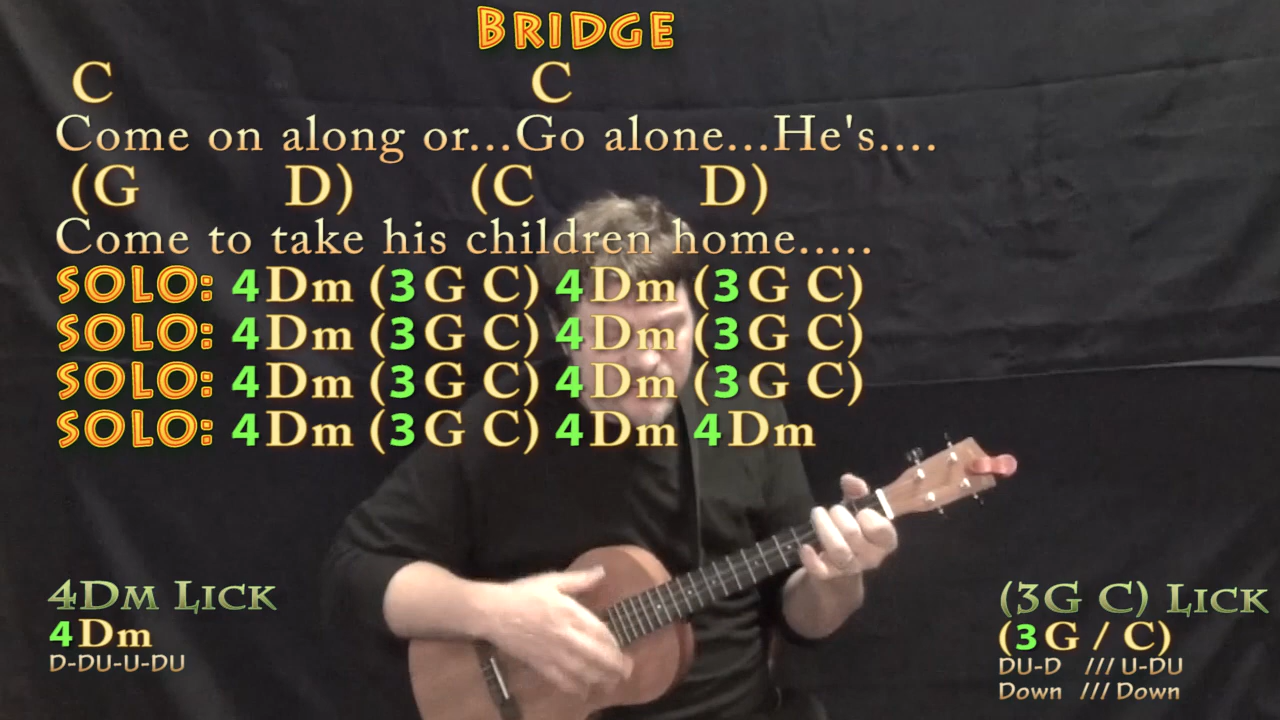 BRIDGE
C C
Come on along or...Go alone...He's....
(G D) (C D)
Come to take his children home.....
SOLO: 4Dm (3G C) 4Dm (3G C)
SOLO: 4Dm (3G C) 4Dm (3G C)
SOLO: 4Dm (3G C) 4Dm (3G C)
SOLO: 4Dm (3G C) 4Dm 4Dm
4Dm Lick
4Dm
D-DU-U-DU
(3G C) Lick
(3G / C)
DU-D /// U-DU
Down /// Down